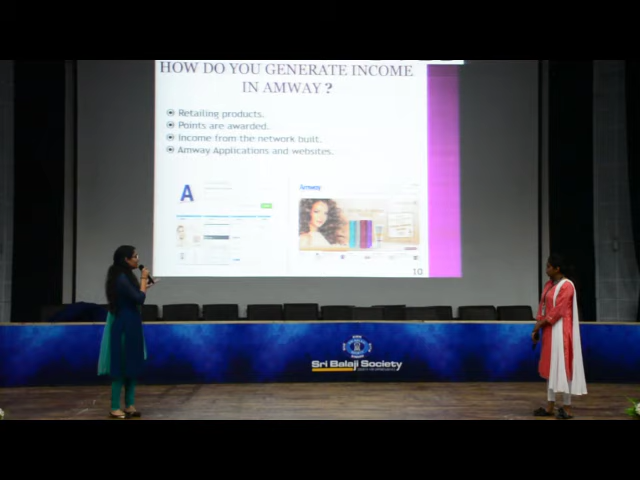 HOW DO YOU GENERATE INCOME
IN AMWAY ?
Retailing products.
Points are awarded.
Income from the network built.
Amway Applications and websites.
A
Amway
10
Sri Balaji Society